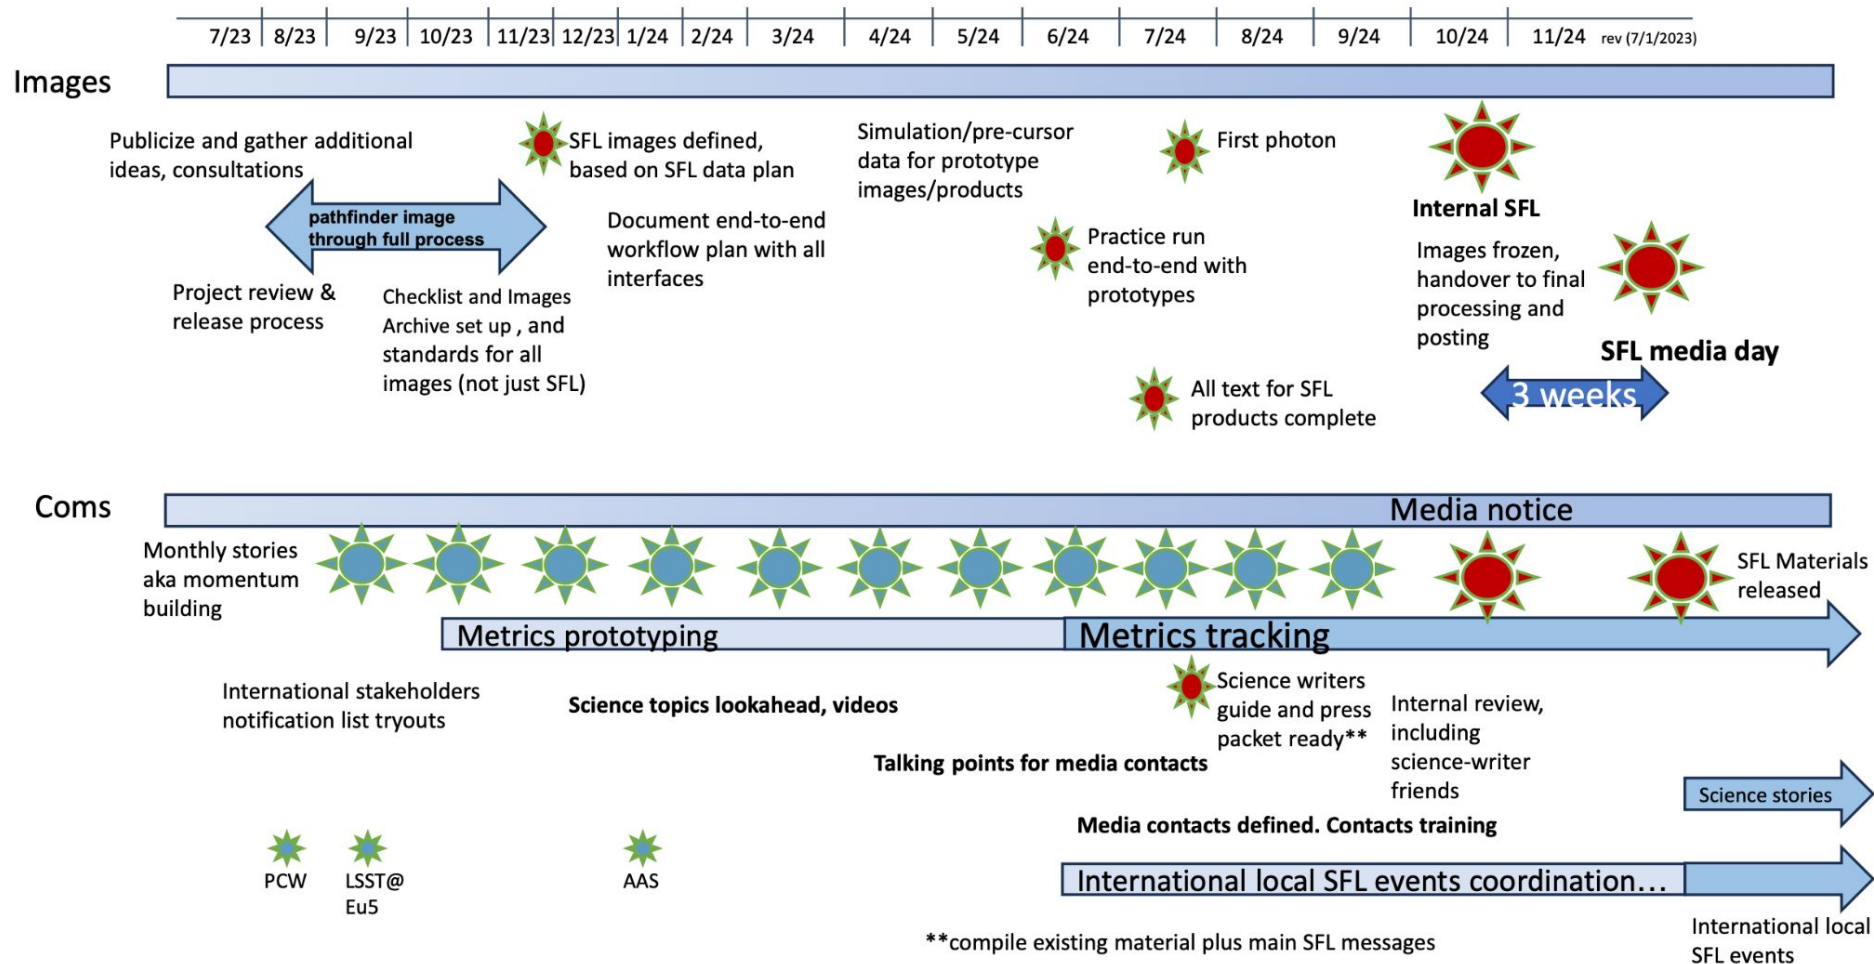 7/23 8/23 9/23 10/23 11/23 12/23 1/24 2/24 3/24 4/24 5/24 6/24 7/24 8/24 9/24 10/24 11/24 rev (7/1/2023)
Images
Publicize and gather additional
ideas, consultations
pathfinder image
through full process
Project review &
release process
Checklist and Images
Archive set up , and
standards for all
images (not just SFL)
SFL images defined,
based on SFL data plan
Document end-to-end
workflow plan with all
interfaces
Simulation/pre-cursor
data for prototype
images/products
First photon
Practice run
end-to-end with
prototypes
All text for SFL
products complete
Internal SFL
Images frozen,
handover to final
processing and
posting
SFL media day
3 weeks
Coms
Media notice
Monthly stories
aka momentum
building
SFL Materials
released
Metrics prototyping
Metrics tracking
International stakeholders
notification list tryouts
Science topics lookahead, videos
Science writers
guide and press
packet ready**
Internal review,
including
science-writer
friends
Talking points for media contacts
Science stories
Media contacts defined. Contacts training
PCW
LSST@
Eu5
AAS
International local SFL events coordination...
International local
SFL events
**compile existing material plus main SFL messages